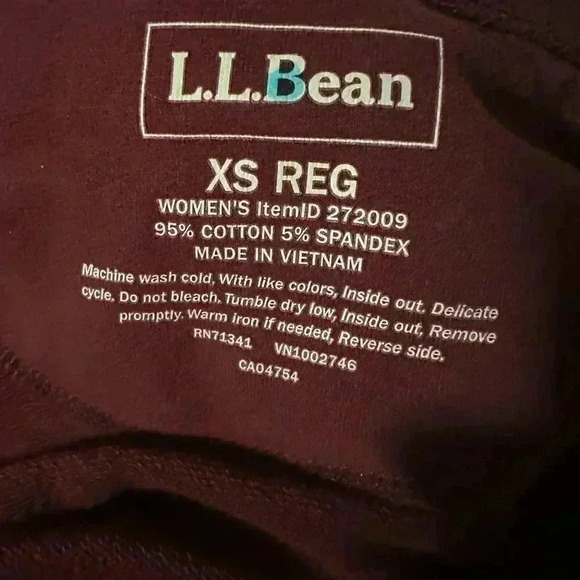 L.L.Bean
XS REG
WOMEN'S ItemID 272009
95% COTTON 5% SPANDEX
MADE IN VIETNAM
Machine wash cold, With like colors, Inside out. Delicate
cycle. Do not bleach. Tumble dry low, Inside out, Remove
promptly. Warm iron if needed, Reverse side.
RN71341 VN1002746
CA04754